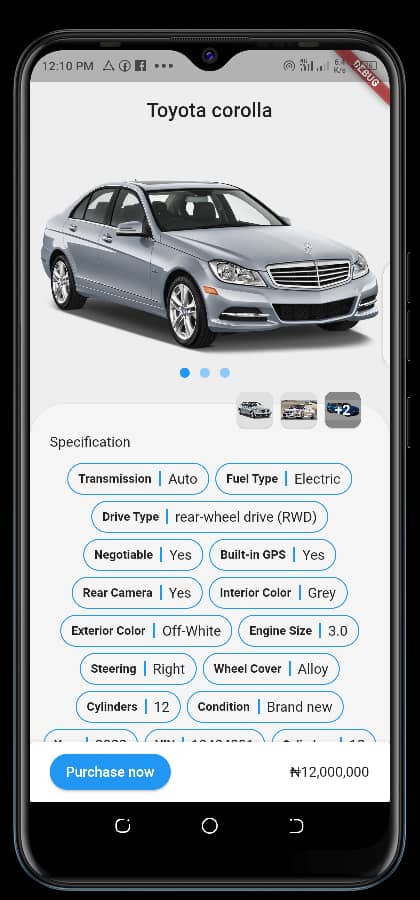 12:10 PM
DEBUG
Toyota corolla
+2
Specification
Transmission | Auto Fuel Type | Electric
Drive Type | rear-wheel drive (RWD)
Negotiable | Yes Built-in GPS | Yes
Rear Camera | Yes Interior Color | Grey
Exterior Color | Off-White Engine Size | 3.0
Steering | Right Wheel Cover | Alloy
Cylinders | 12 Condition | Brand new
Purchase now ₦12,000,000